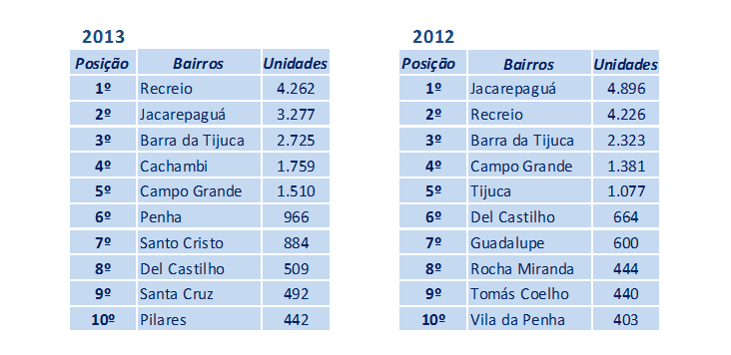 2013
Posição Bairros Unidades
1º Recreio 4.262
2º Jacarepaguá 3.277
3º Barra da Tijuca 2.725
4º Cachambi 1.759
5º Campo Grande 1.510
6º Penha 966
7º Santo Cristo 884
8º Del Castilho 509
9º Santa Cruz 492
10º Pilares 442
2012
Posição Bairros Unidades
1º Jacarepaguá 4.896
2º Recreio 4.226
3º Barra da Tijuca 2.323
4º Campo Grande 1.381
5º Tijuca 1.077
6º Del Castilho 664
7º Guadalupe 600
8º Rocha Miranda 444
9º Tomás Coelho 440
10º Vila da Penha 403